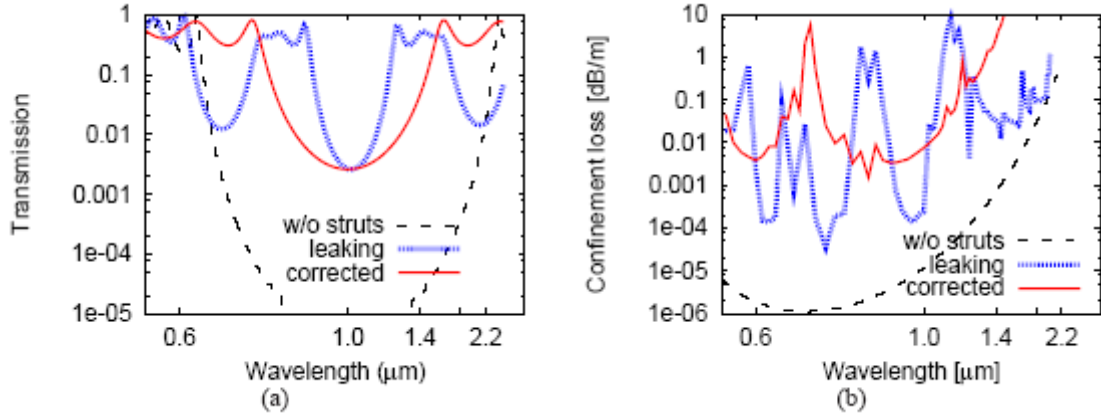 1
0.1
0.01
0.001
1e-04
1e-05
Transmission
w/o struts
leaking
corrected
0.6
1.0
1.4
2.2
Wavelength (μm)
(a)
10
1
0.1
0.01
0.001
1e-04
1e-05
1e-06
Confinement loss [dB/m]
w/o struts
leaking
corrected
0.6
1.0
1.4
2.2
Wavelength [μm]
(b)